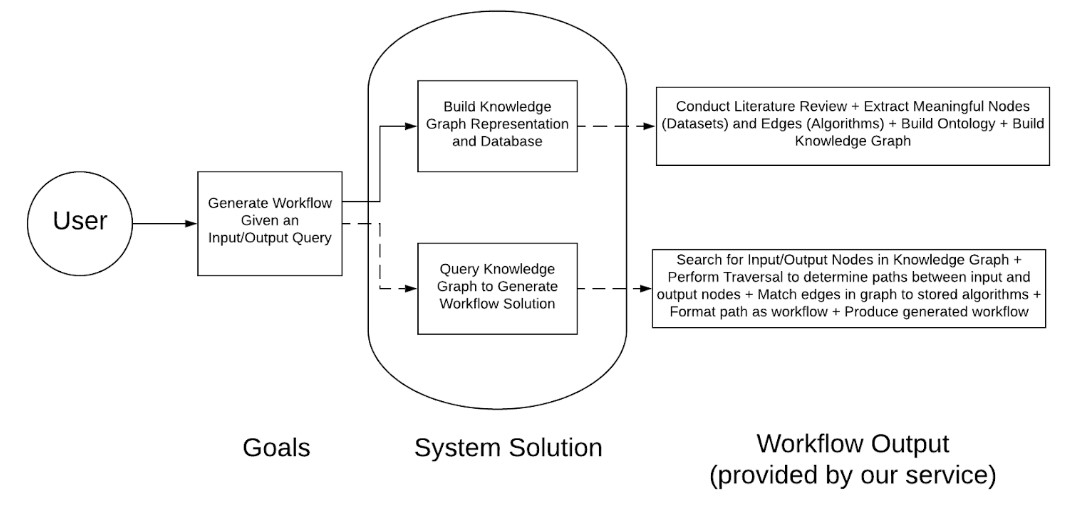 User
Generate Workflow
Given an
Input/Output Query
Build Knowledge
Graph Representation
and Database
Conduct Literature Review + Extract Meaningful Nodes
(Datasets) and Edges (Algorithms) + Build Ontology + Build
Knowledge Graph
Query Knowledge
Graph to Generate
Workflow Solution
Search for Input/Output Nodes in Knowledge Graph +
Perform Traversal to determine paths between input and
output nodes + Match edges in graph to stored algorithms +
Format path as workflow + Produce generated workflow
Goals
System Solution
Workflow Output
(provided by our service)